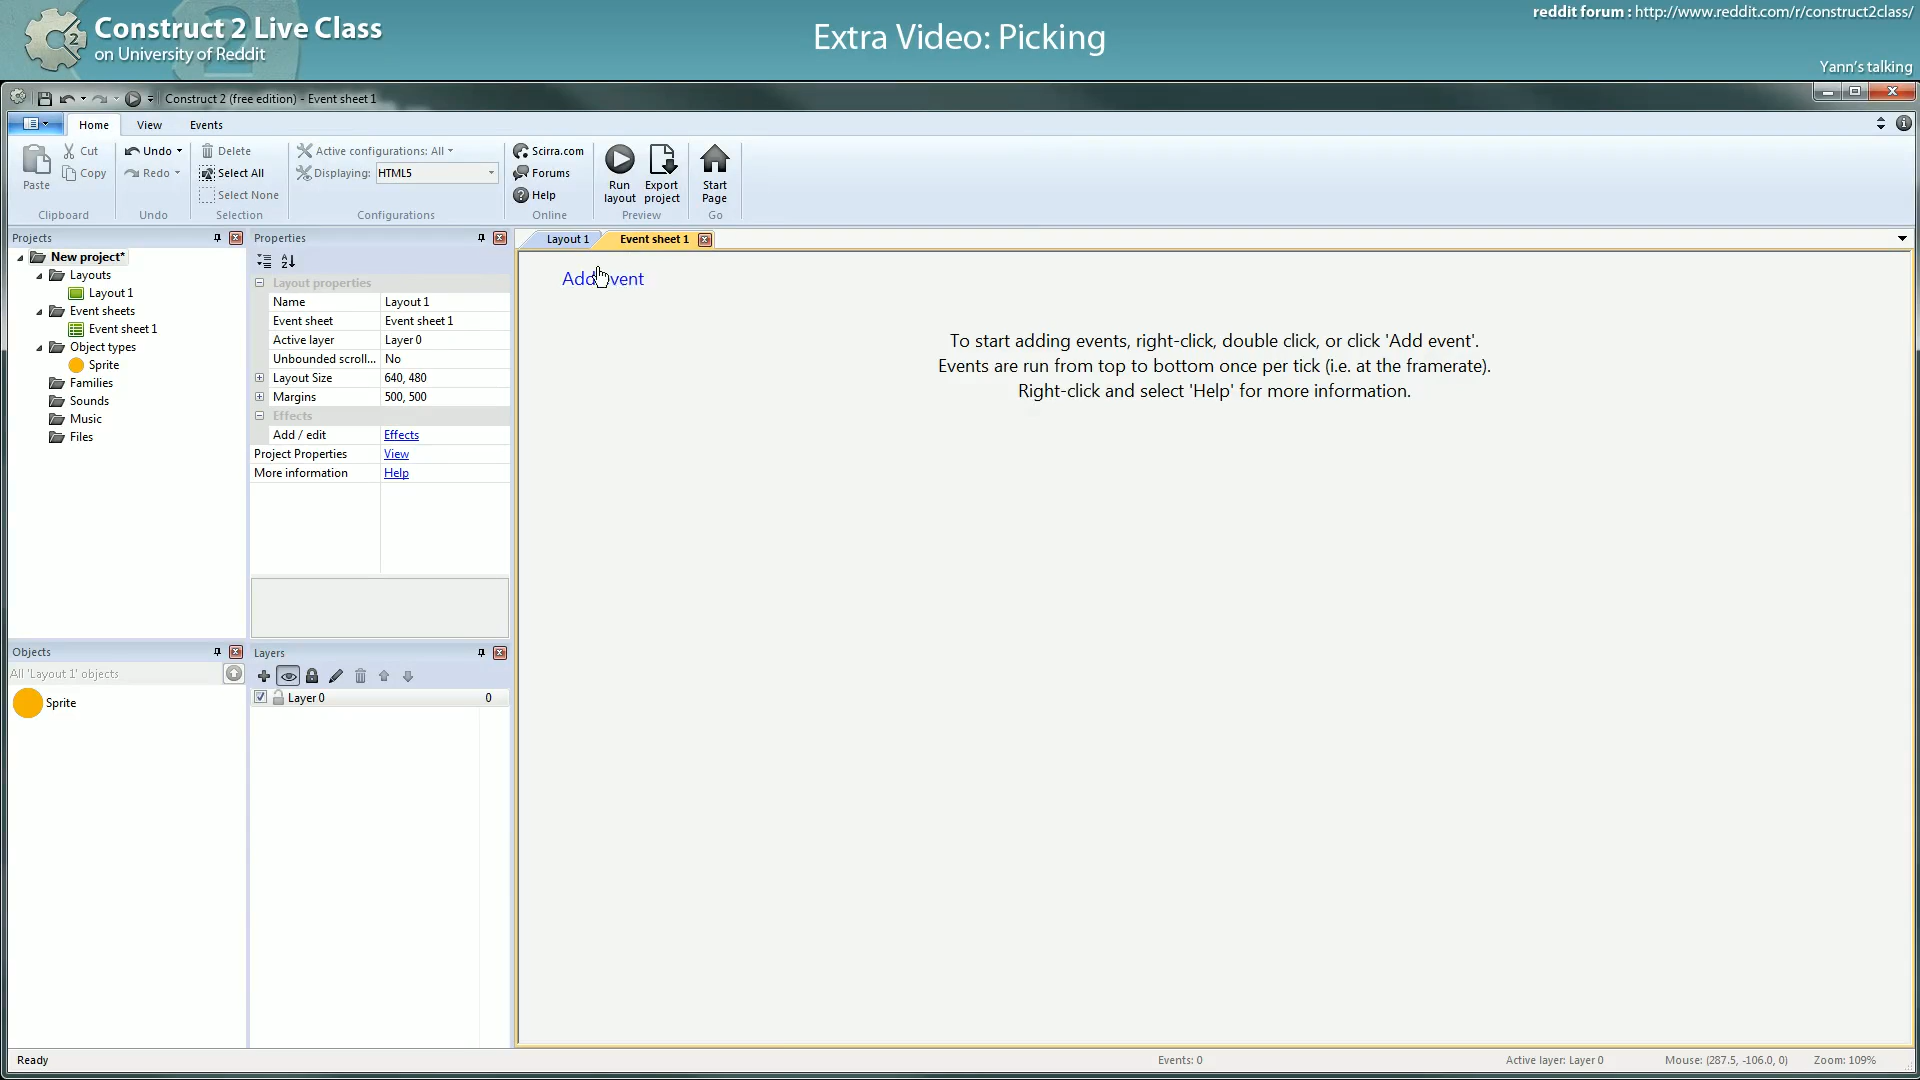 Construct 2 Live Class
on University of Reddit
Extra Video: Picking
reddit forum : http://www.reddit.com/r/construct2class/
Yann's talking
Construct 2 (free edition) - Event sheet 1
Home
View
Events
Paste
Cut
Copy
Clipboard
Undo
Redo
Undo
Delete
Select All
Select None
Selection
Active configurations: All
Displaying: HTML5
Configurations
Scirra.com
Forums
Help
Online
Run layout
Export project
Preview
Start Page
Go
Projects
New project*
Layouts
Layout 1
Event sheets
Event sheet 1
Object types
Sprite
Families
Sounds
Music
Files
Properties
Layout properties
Name Layout 1
Event sheet Event sheet 1
Active layer Layer 0
Unbounded scroll... No
Layout Size 640, 480
Margins 500, 500
Effects
Add / edit Effects
Project Properties View
More information Help
Objects
All 'Layout 1' objects
Sprite
Layers
Layer 0 0
Layout 1
Event sheet 1
Add event
To start adding events, right-click, double click, or click 'Add event'.
Events are run from top to bottom once per tick (i.e. at the framerate).
Right-click and select 'Help' for more information.
Ready
Events: 0
Active layer: Layer 0
Mouse: (287.5, -106.0, 0)
Zoom: 109%